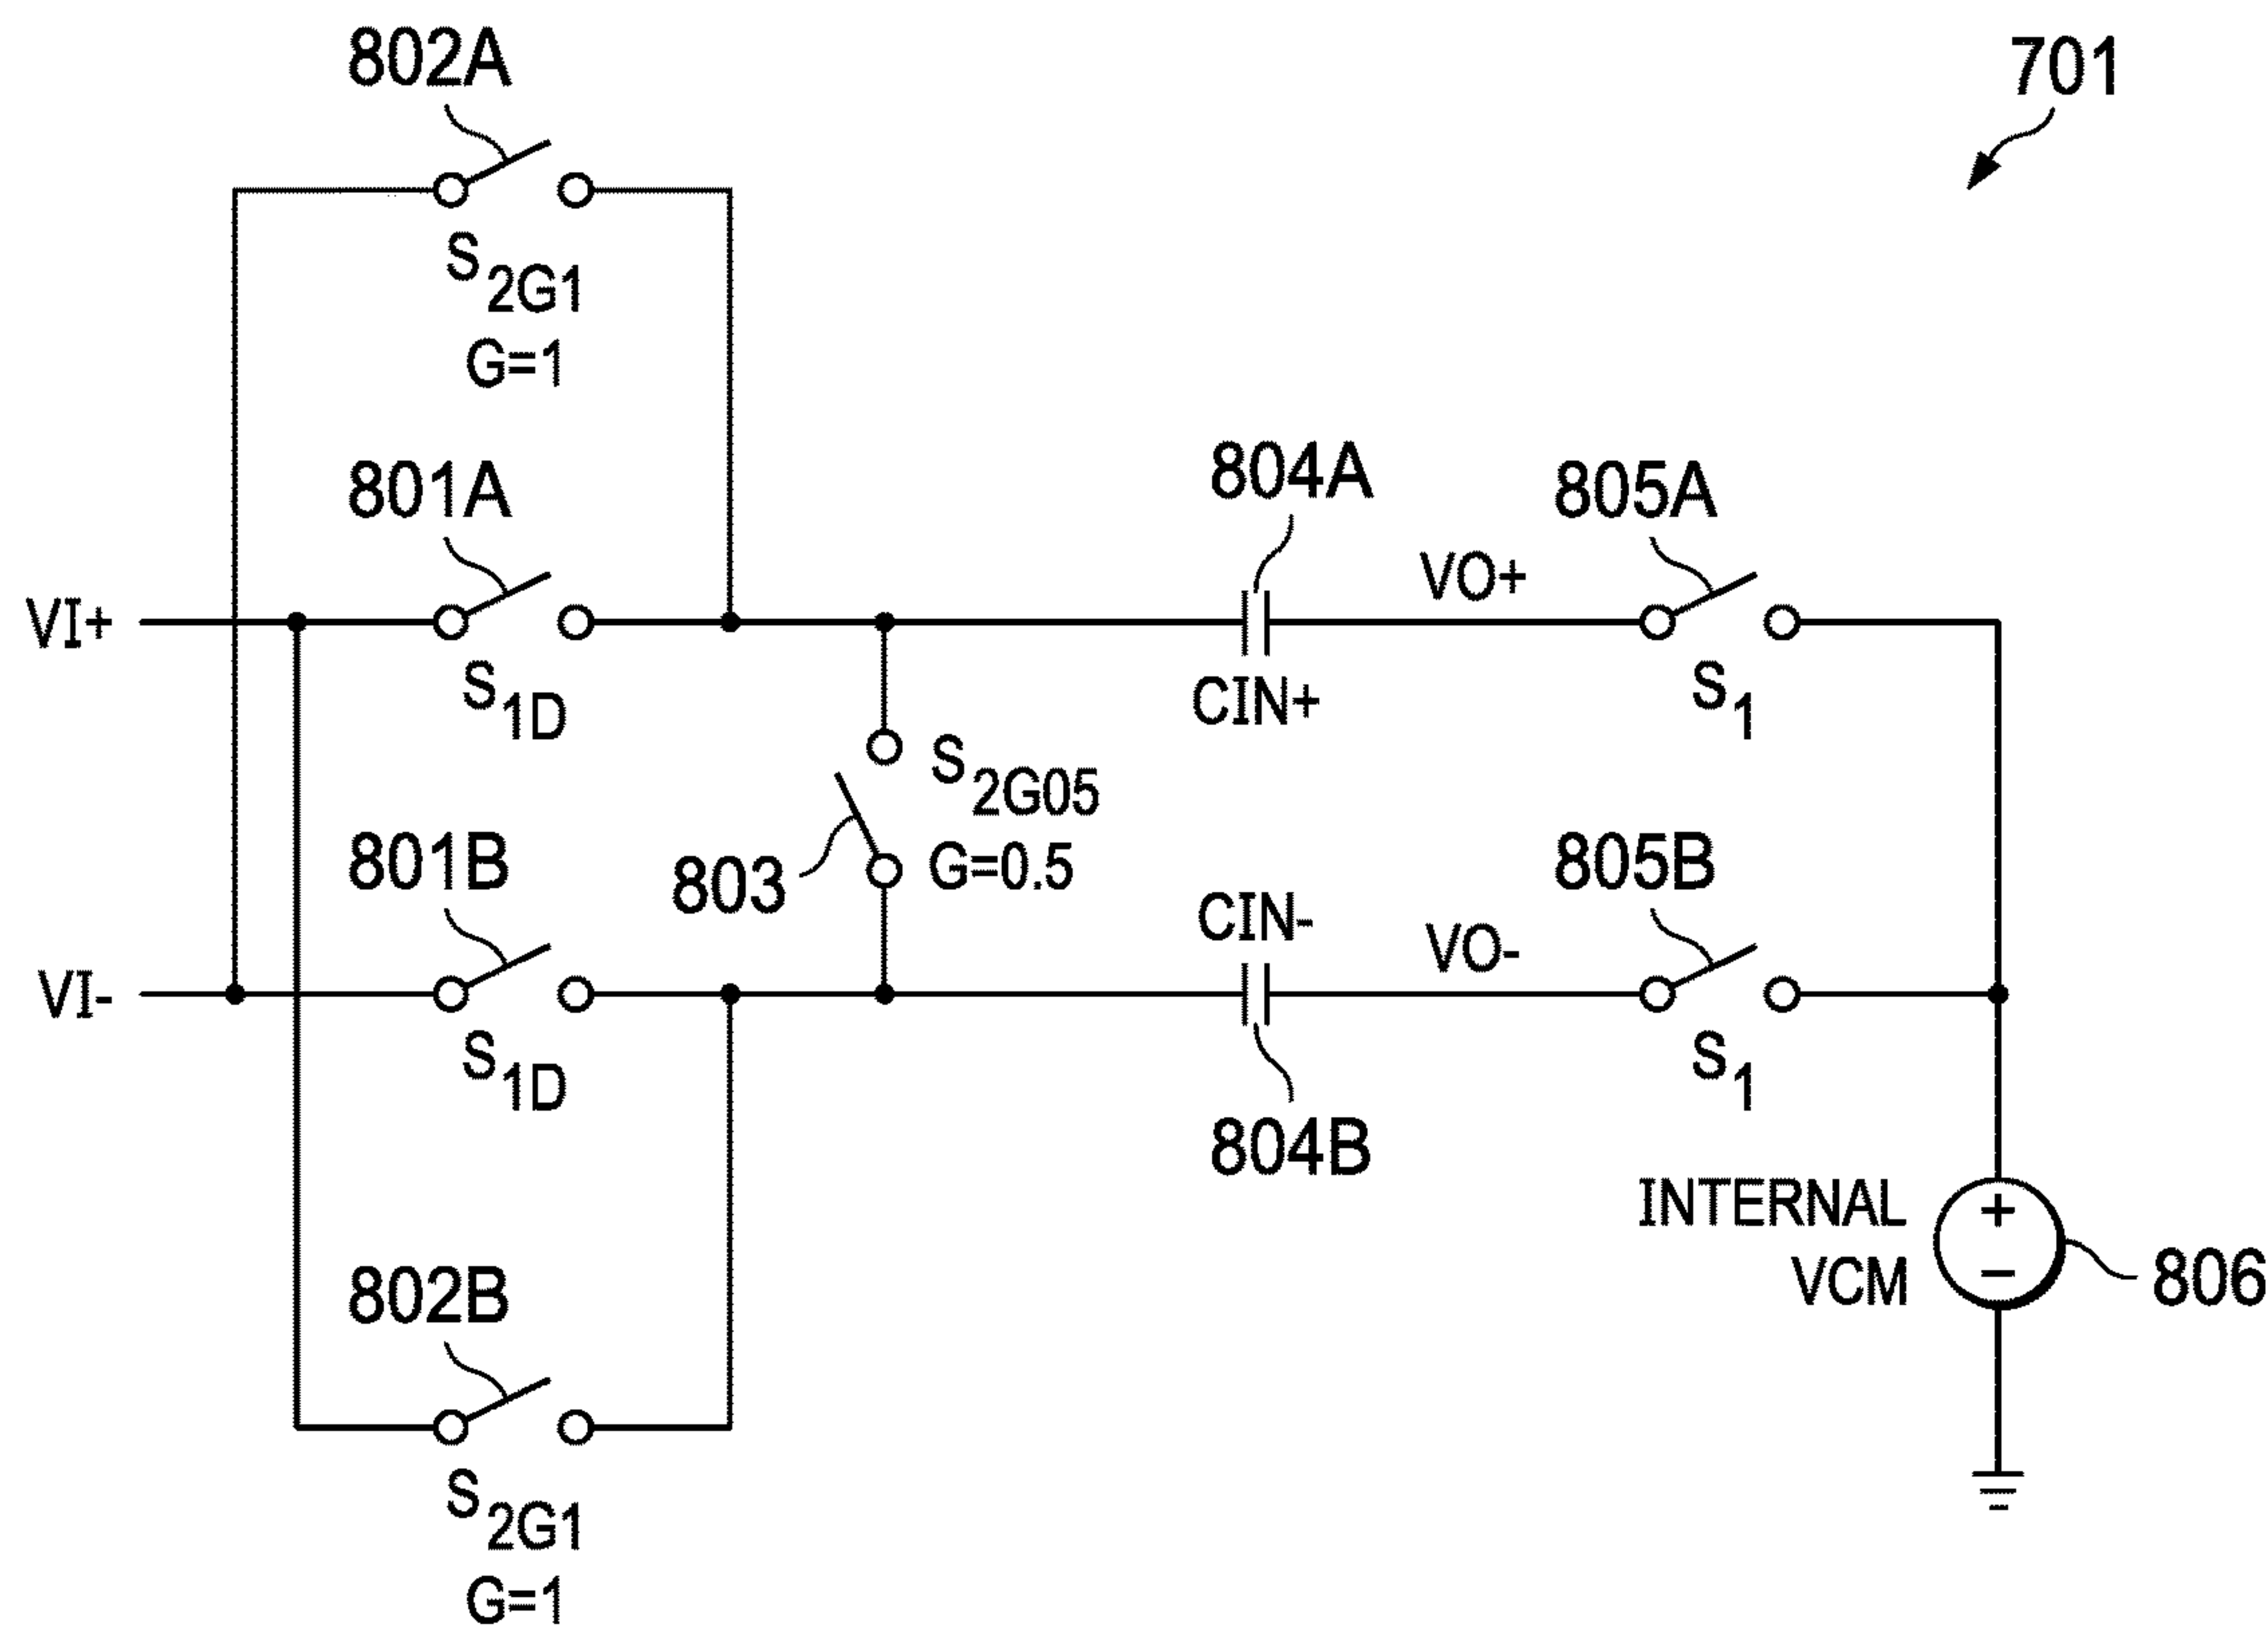 802A
701
S2G1
G=1
801A
804A
805A
VI+
VO+
S1D
CIN+
S1
S2G05
801B
803
G=0.5
805B
CIN-
VI-
VO-
S1D
S1
804B
INTERNAL
VCM
802B
806
S2G1
G=1